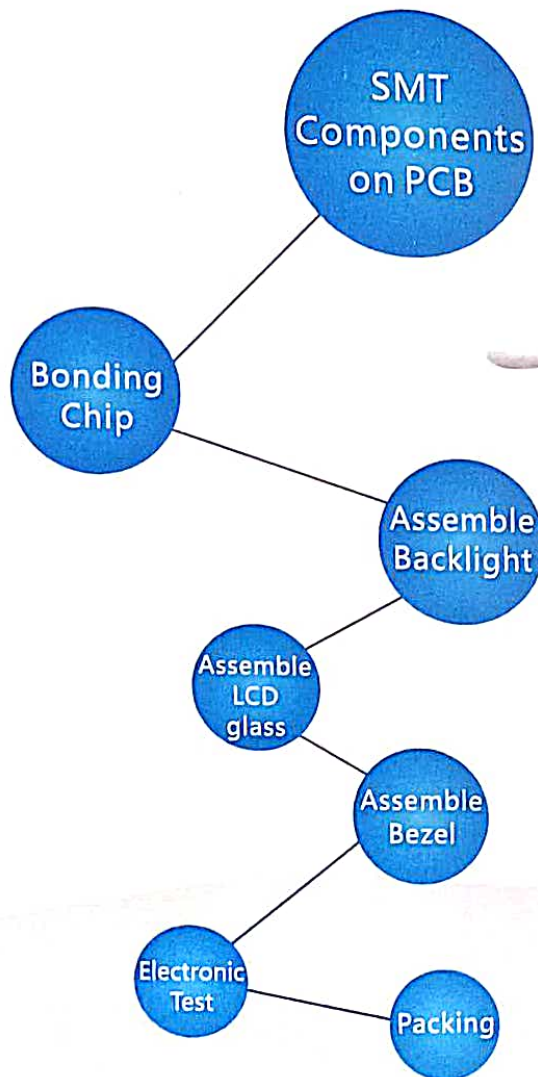 SMT
Components
on PCB
Bonding
Chip
Assemble
Backlight
Assemble
LCD
glass
Assemble
Bezel
Electronic
Test
Packing